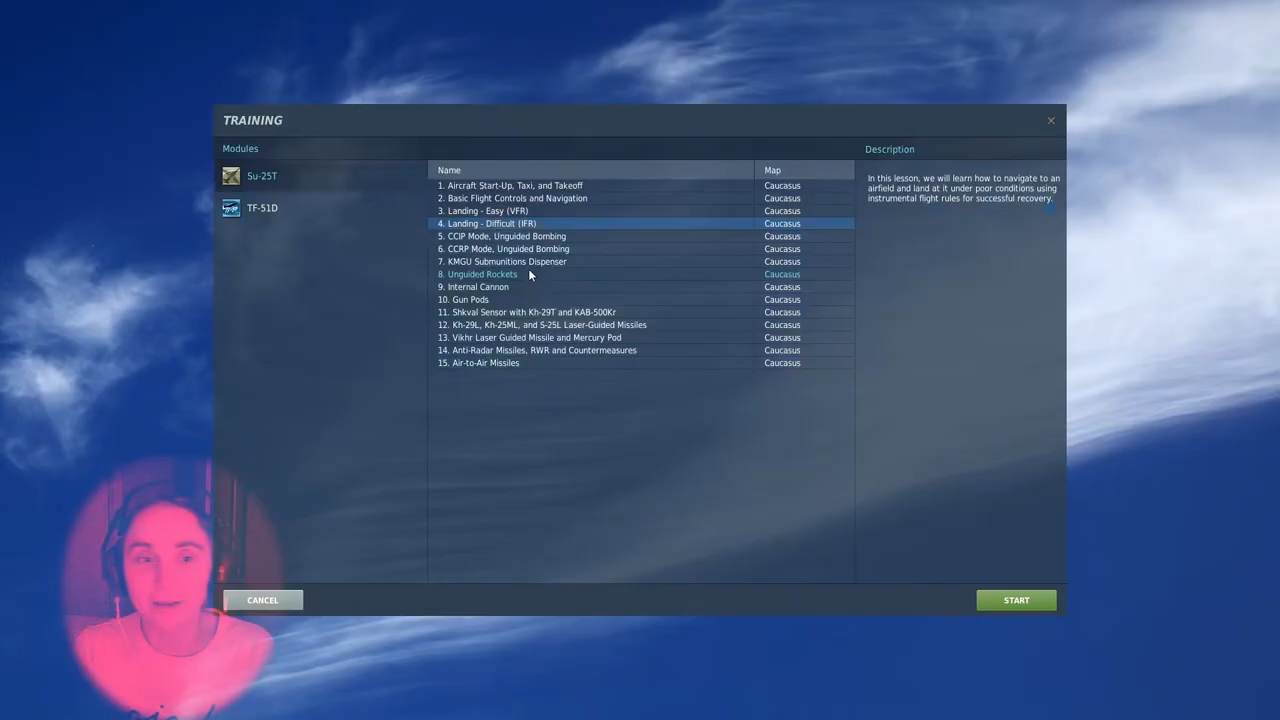 TRAINING
Modules
Description
Su-25T
TF-51D
Name Map
1. Aircraft Start-Up, Taxi, and Takeoff Caucasus
2. Basic Flight Controls and Navigation Caucasus
3. Landing - Easy (VFR) Caucasus
4. Landing - Difficult (IFR) Caucasus
5. CCIP Mode, Unguided Bombing Caucasus
6. CCRP Mode, Unguided Bombing Caucasus
7. KMGU Submunitions Dispenser Caucasus
8. Unguided Rockets Caucasus
9. Internal Cannon Caucasus
10. Gun Pods Caucasus
11. Shkval Sensor with Kh-29T and KAB-500Kr Caucasus
12. Kh-29L, Kh-25ML, and S-25L Laser-Guided Missiles Caucasus
13. Vikhr Laser Guided Missile and Mercury Pod Caucasus
14. Anti-Radar Missiles, RWR and Countermeasures Caucasus
15. Air-to-Air Missiles Caucasus
In this lesson, we will learn how to navigate to an
airfield and land at it under poor conditions using
instrumental flight rules for successful recovery.
CANCEL
START